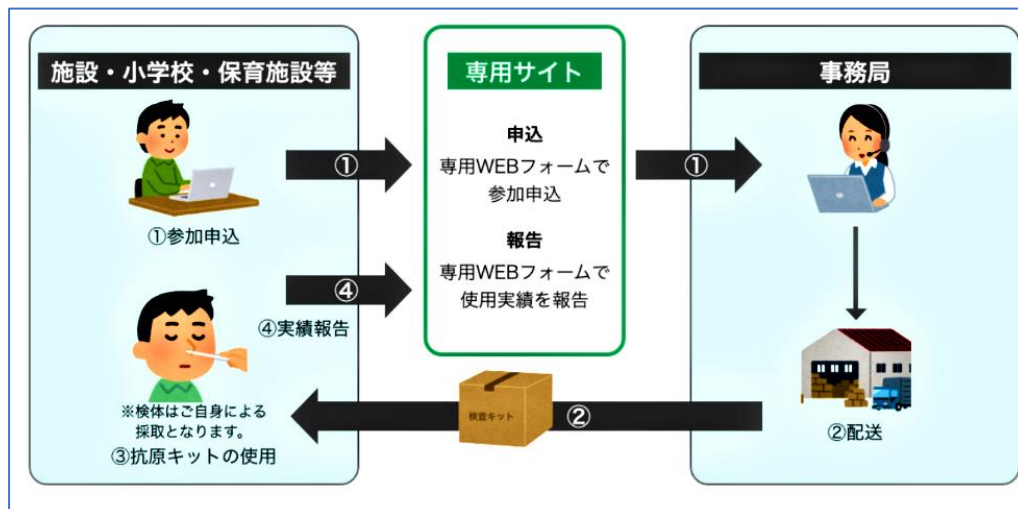 施設・小学校・保育施設等
①
①参加申込
④
④実績報告
※検体はご自身による
採取となります。
③抗原キットの使用
専用サイト
申込
専用WEBフォームで
参加申込
報告
専用WEBフォームで
使用実績を報告
検査キット
②
事務局
①
②配送